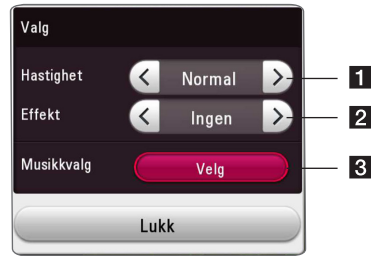 Valg
Hastighet Normal 1
Effekt Ingen 2
Musikkvalg Velg 3
Lukk